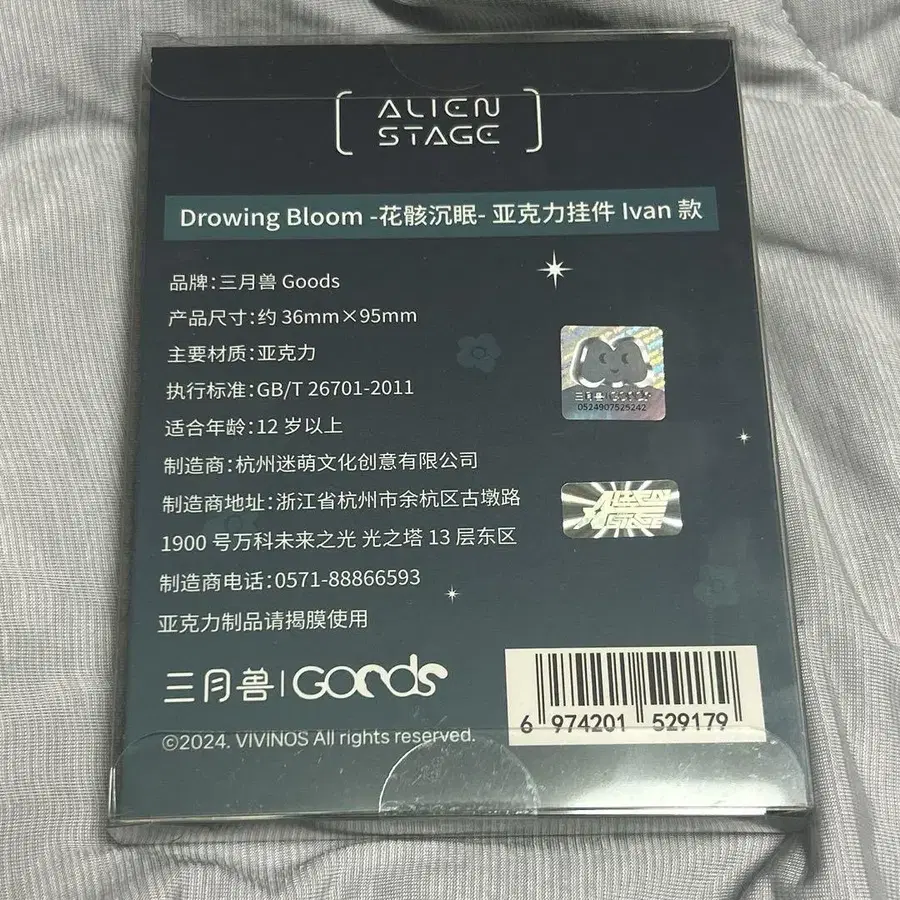 ALIEN
STAGE
Drowing Bloom -花骸沉眠- 亚克力挂件 Ivan 款
品牌：三月兽 Goods
产品尺寸：约 36mm×95mm
主要材质：亚克力
执行标准：GB/T 26701-2011
适合年龄：12 岁以上
制造商：杭州迷萌文化创意有限公司
制造商地址：浙江省杭州市余杭区古墩路
1900 号万科未来之光 光之塔 13 层东区
制造商电话：0571-88866593
亚克力制品请揭膜使用
三月兽|Goods
0524907525242
ALIEN
STAGE
三月兽|Goods
©2024. VIVINOS All rights reserved.
6 974201 529179